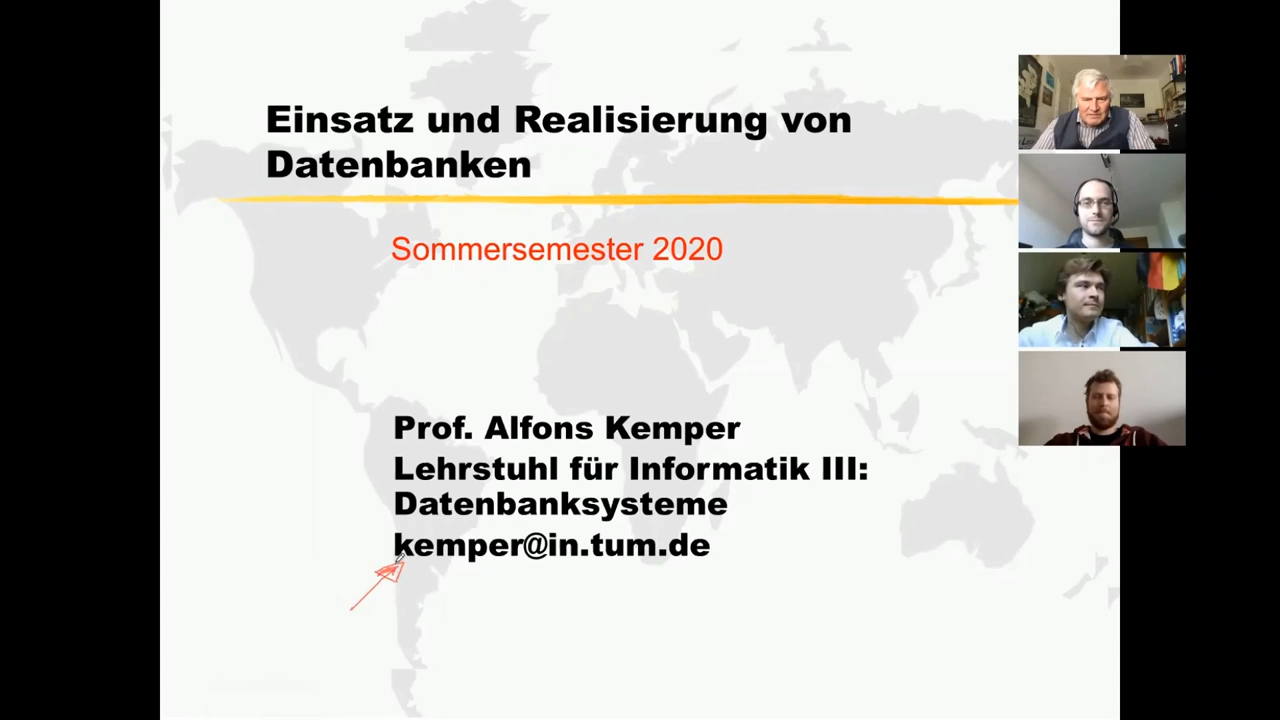 Einsatz und Realisierung von
Datenbanken
Sommersemester 2020
Prof. Alfons Kemper
Lehrstuhl für Informatik III:
Datenbanksysteme
kemper@in.tum.de